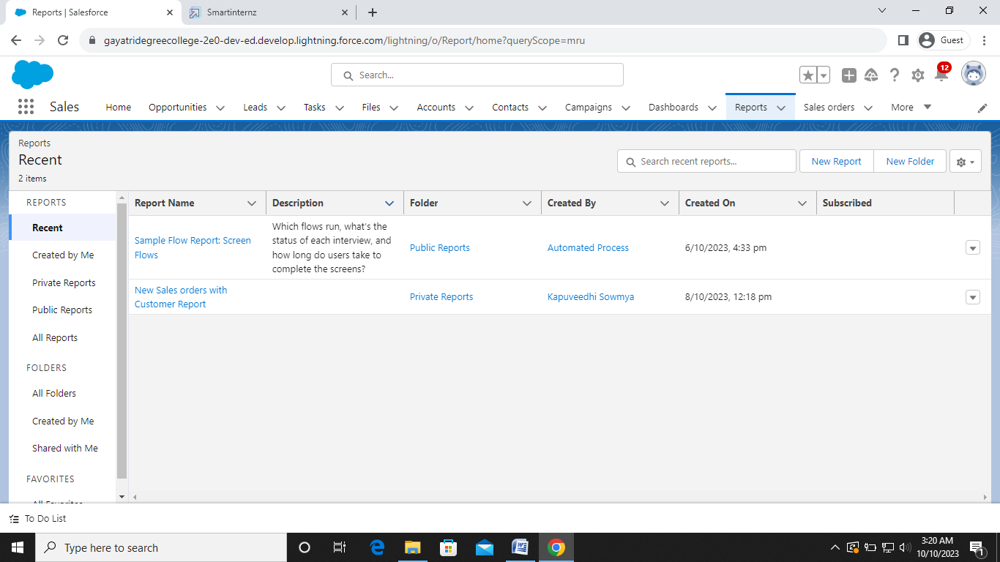 Reports | Salesforce
Smartinternz
gayatridegreecollege-2e0-dev-ed.develop.lightning.force.com/lightning/o/Report/home?queryScope=mru
Guest
Search...
12
Sales
Home
Opportunities
Leads
Tasks
Files
Accounts
Contacts
Campaigns
Dashboards
Reports
Sales orders
More
Reports
Recent
2 items
Search recent reports...
New Report
New Folder
REPORTS
Recent
Created by Me
Private Reports
Public Reports
All Reports
FOLDERS
All Folders
Created by Me
Shared with Me
FAVORITES
All Favorites
Report Name
Description
Folder
Created By
Created On
Subscribed
Sample Flow Report: Screen
Flows
Which flows run, what's the
status of each interview, and
how long do users take to
complete the screens?
Public Reports
Automated Process
6/10/2023, 4:33 pm
New Sales orders with
Customer Report
Private Reports
Kapuveedhi Sowmya
8/10/2023, 12:18 pm
To Do List
Type here to search
3:20 AM
10/10/2023
1